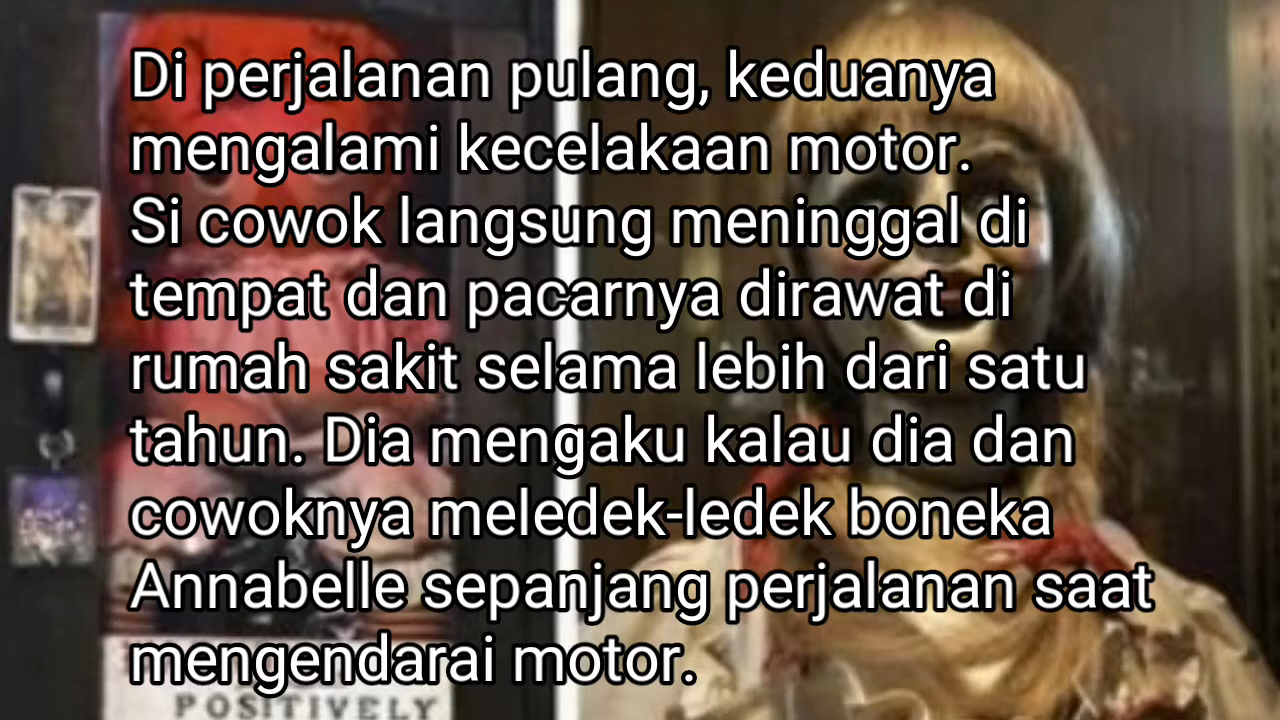 Di perjalanan pulang, keduanya
mengalami kecelakaan motor.
Si cowok langsung meninggal di
tempat dan pacarnya dirawat di
rumah sakit selama lebih dari satu
tahun. Dia mengaku kalau dia dan
cowoknya meledek-ledek boneka
Annabelle sepanjang perjalanan saat
mengendarai motor.
POSITIVELY